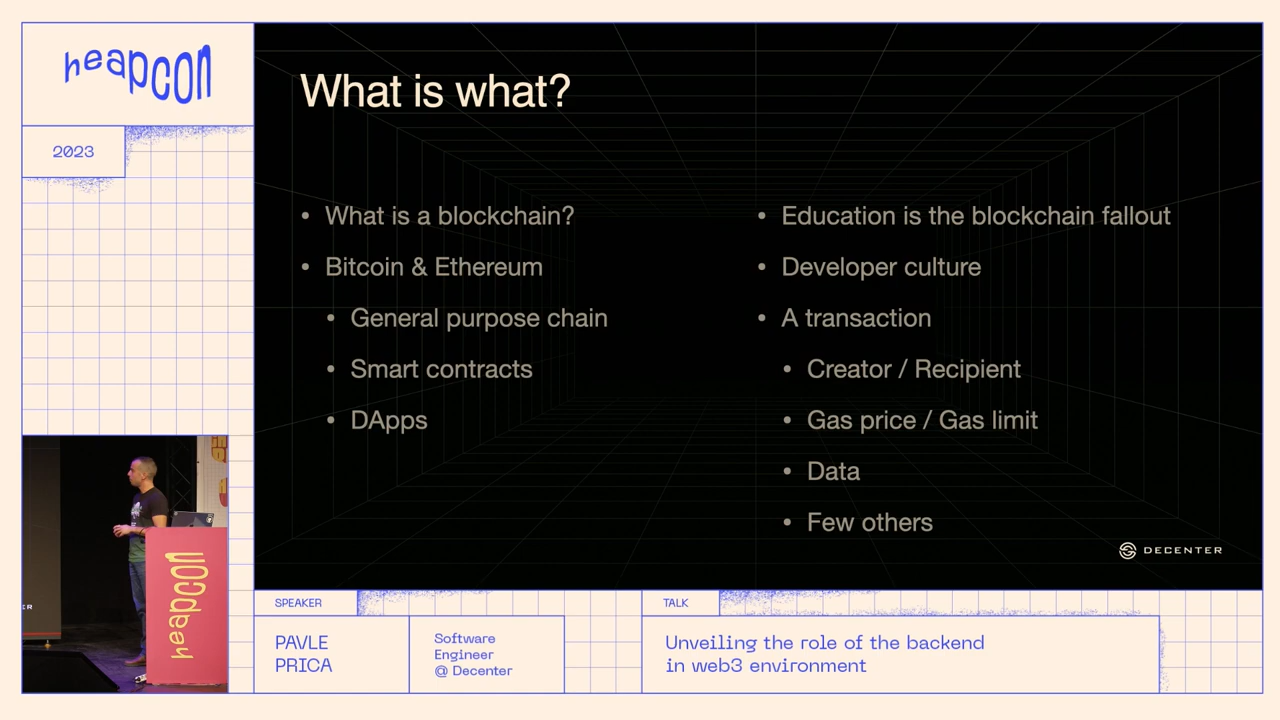 heapcon
2023
What is what?
• What is a blockchain?
• Bitcoin & Ethereum
• General purpose chain
• Smart contracts
• DApps
• Education is the blockchain fallout
• Developer culture
• A transaction
• Creator / Recipient
• Gas price / Gas limit
• Data
• Few others
DECENTER
ER
heapcon
SPEAKER
PAVLE
PRICA
Software
Engineer
@ Decenter
TALK
Unveiling the role of the backend
in web3 environment